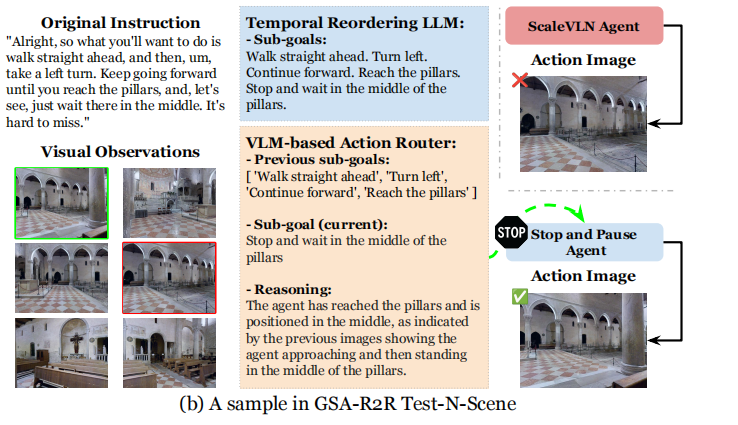 Original Instruction
"Alright, so what you'll want to do is
walk straight ahead, and then, um,
take a left turn. Keep going forward
until you reach the pillars, and, let's
see, just wait there in the middle. It's
hard to miss."
Visual Observations
Temporal Reordering LLM:
- Sub-goals:
Walk straight ahead. Turn left.
Continue forward. Reach the pillars.
Stop and wait in the middle of the
pillars.
VLM-based Action Router:
- Previous sub-goals:
[ 'Walk straight ahead', 'Turn left',
'Continue forward', 'Reach the pillars' ]
- Sub-goal (current):
Stop and wait in the middle of the
pillars
- Reasoning:
The agent has reached the pillars and is
positioned in the middle, as indicated
by the previous images showing the
agent approaching and then standing
in the middle of the pillars.
ScaleVLN Agent
Action Image
STOP
Stop and Pause
Agent
Action Image
(b) A sample in GSA-R2R Test-N-Scene